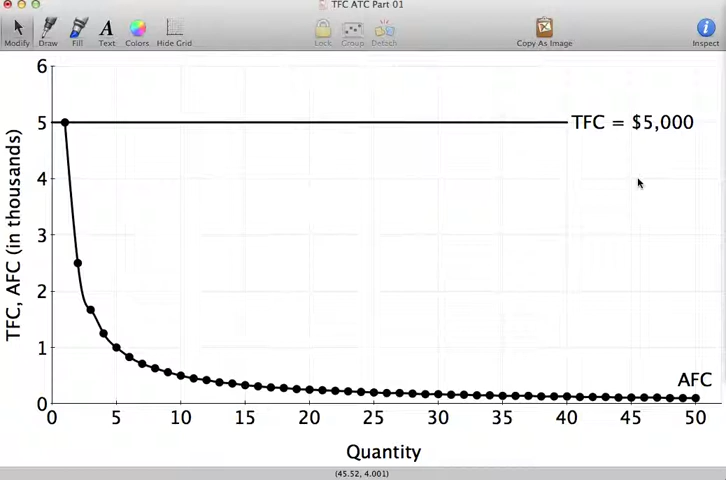 TFC ATC Part 01
Modify Draw Fill Text Colors Hide Grid Lock Group Detach Copy As Image Inspect
6
5
TFC = $5,000
4
3
2
1
AFC
0
TFC, AFC (in thousands)
0 5 10 15 20 25 30 35 40 45 50
Quantity
(45.52, 4.001)